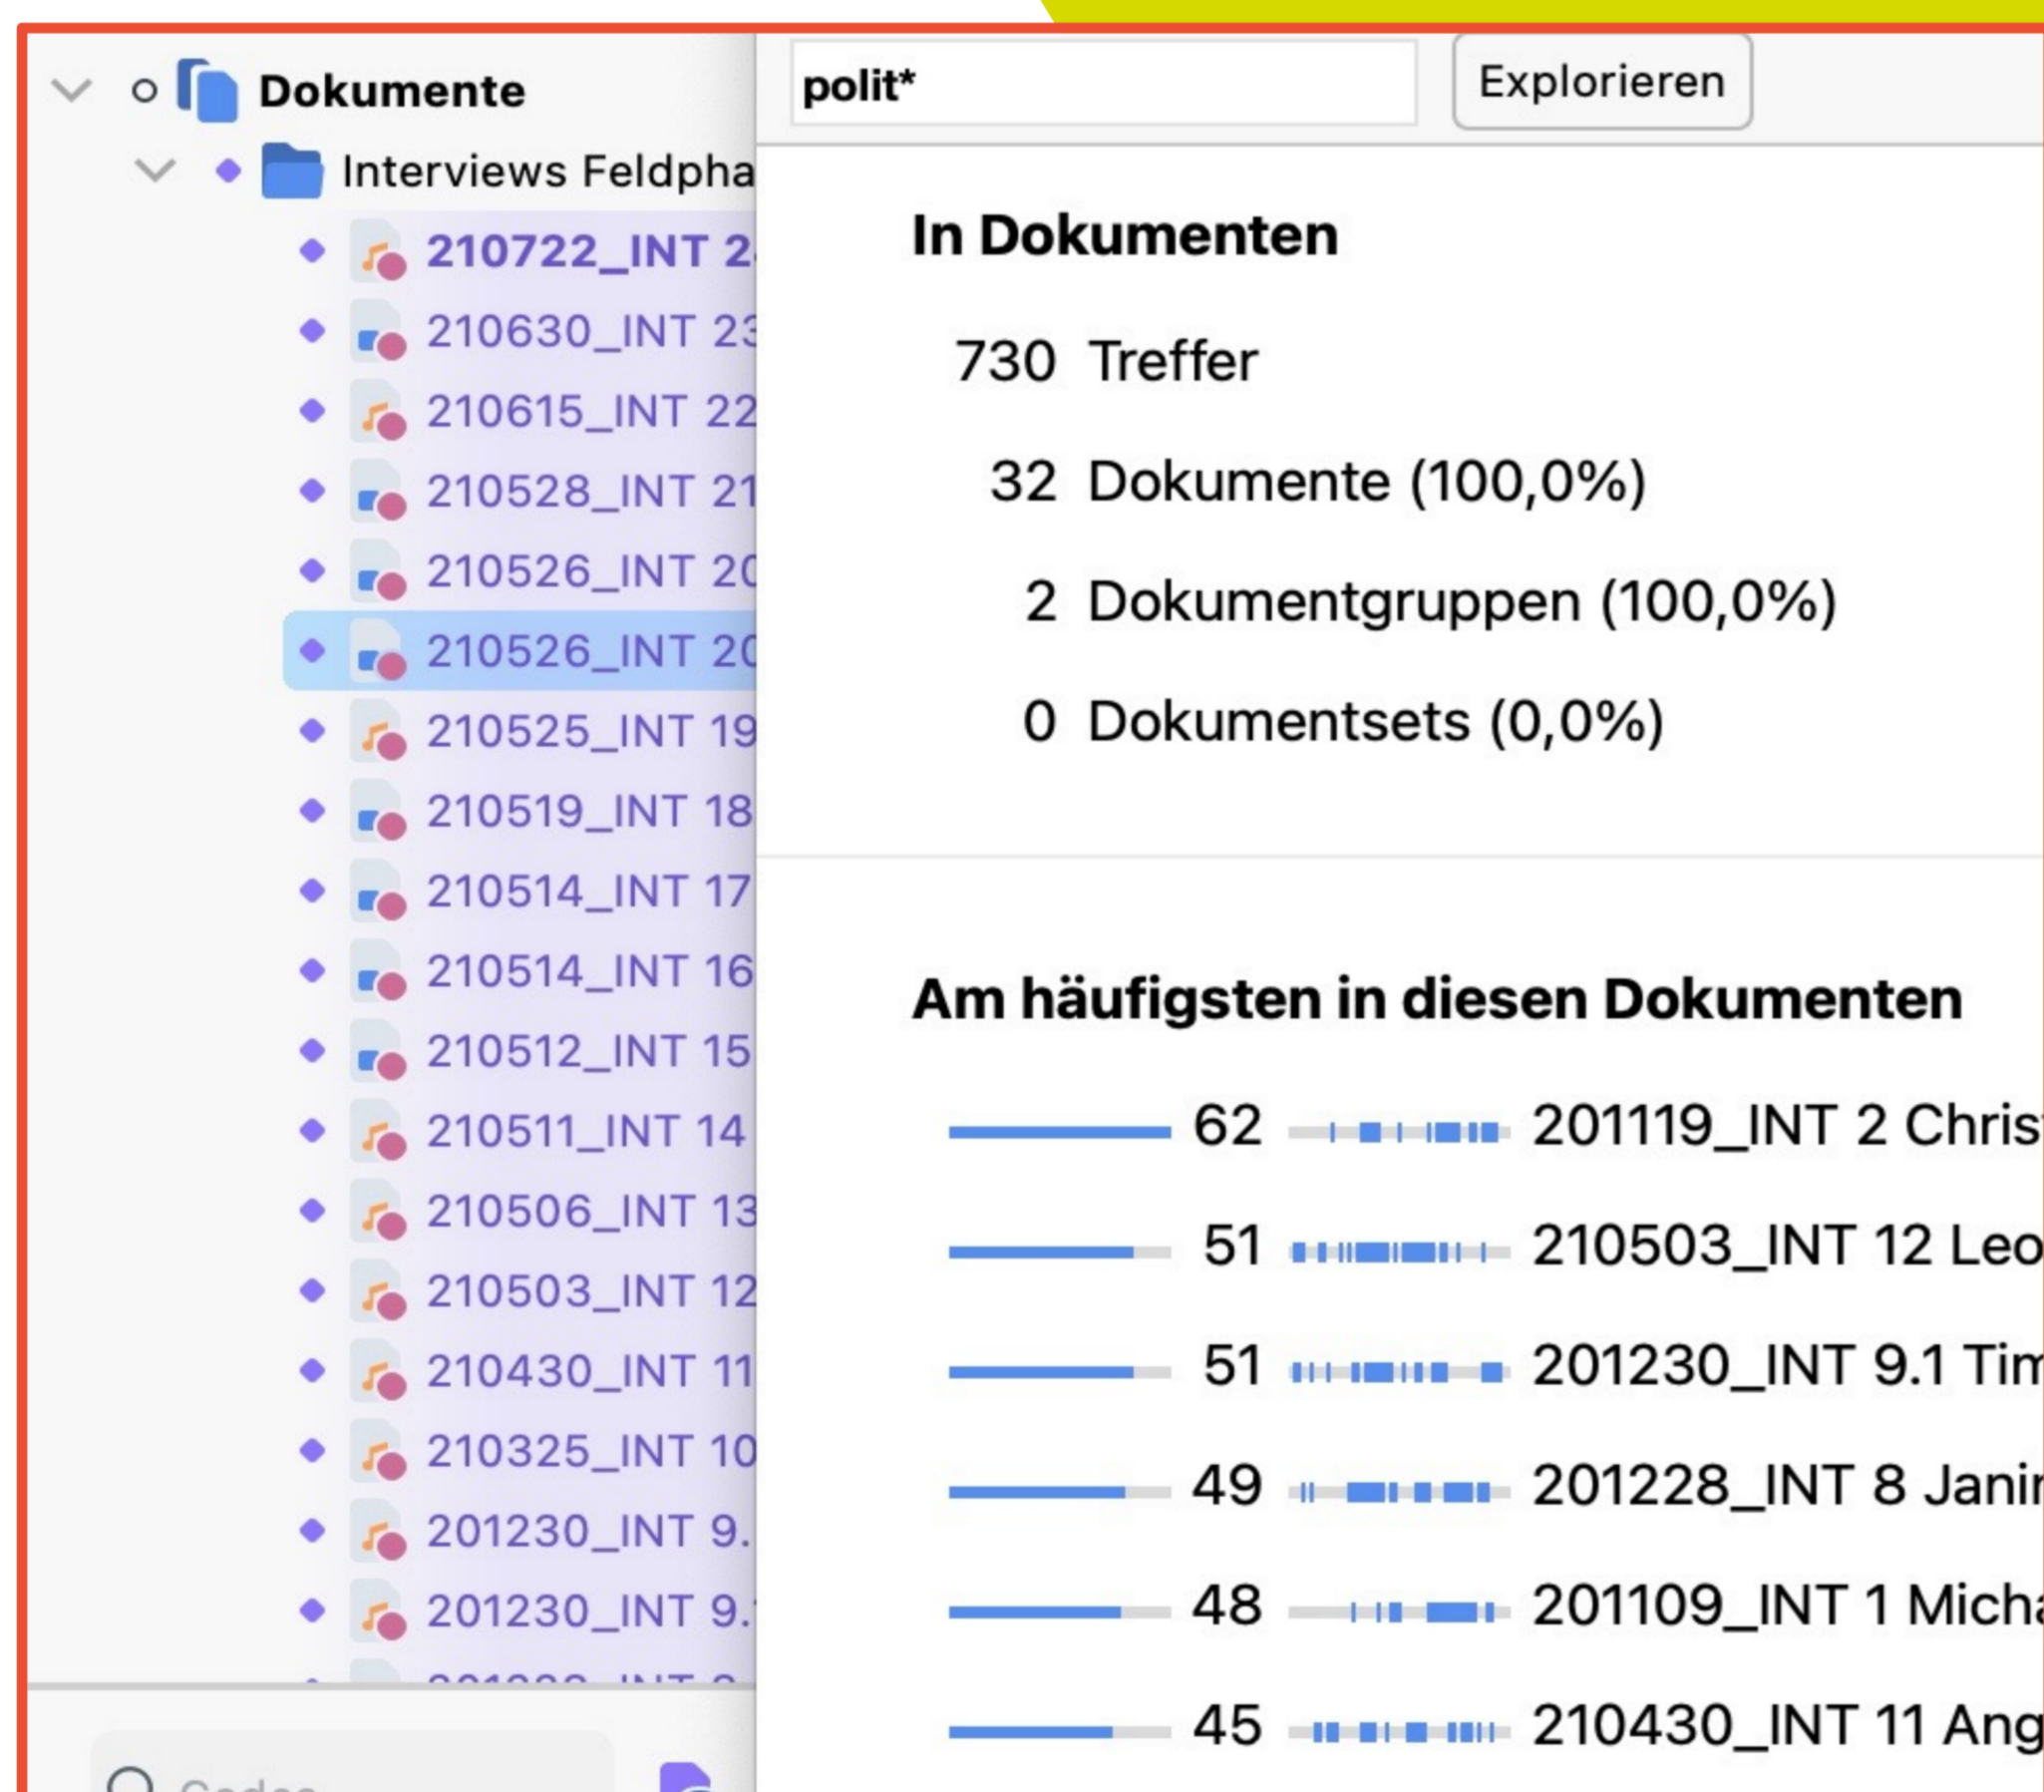 Dokumente
Interviews Feldpha
210722_INT 2
210630_INT 23
210615_INT 22
210528_INT 21
210526_INT 20
210526_INT 20
210525_INT 19
210519_INT 18
210514_INT 17
210514_INT 16
210512_INT 15
210511_INT 14
210506_INT 13
210503_INT 12
210430_INT 11
210325_INT 10
201230_INT 9.
201230_INT 9.
polit*
Explorieren
In Dokumenten
730 Treffer
32 Dokumente (100,0%)
2 Dokumentgruppen (100,0%)
0 Dokumentsets (0,0%)
Am häufigsten in diesen Dokumenten
62 201119_INT 2 Chris
51 210503_INT 12 Leo
51 201230_INT 9.1 Tim
49 201228_INT 8 Janin
48 201109_INT 1 Micha
45 210430_INT 11 Ang